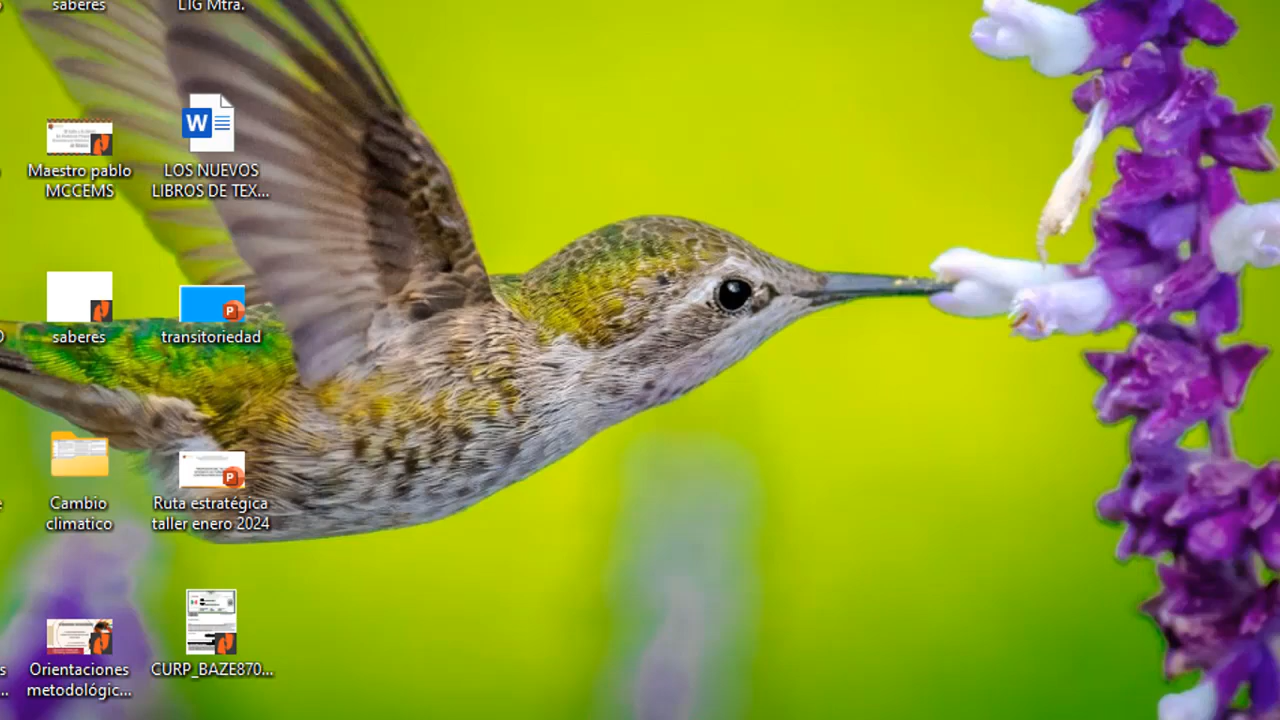 saberes
LTG Mtra.
Maestro pablo
MCCEMS
W
LOS NUEVOS
LIBROS DE TEX...
saberes
P
transitoriedad
Cambio
climatico
P
Ruta estratégica
taller enero 2024
Orientaciones
metodológic...
CURP_BAZE870...